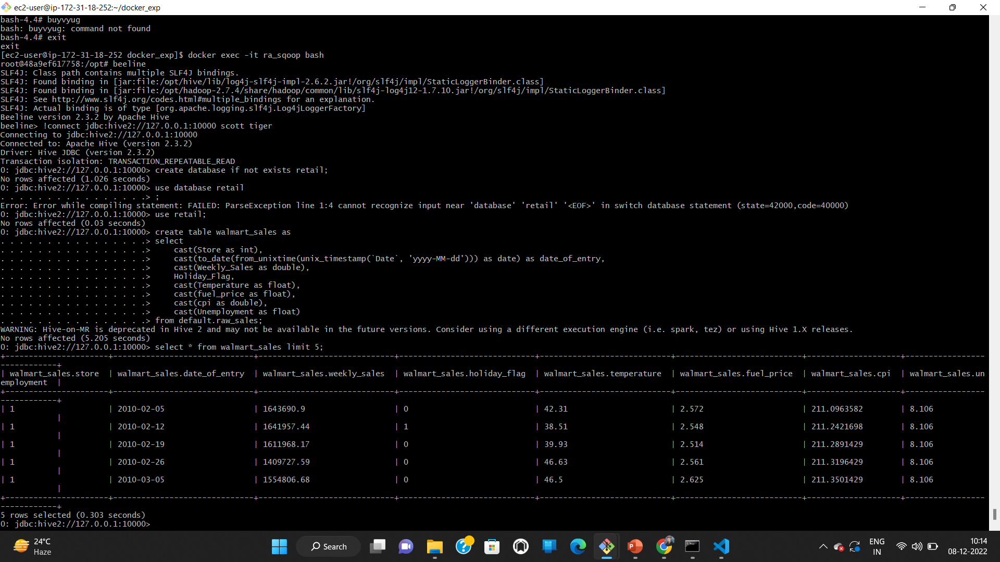 ec2-user@ip-172-31-18-252:~/docker_exp
bash-4.4# buyvyug
bash: buyvyug: command not found
bash-4.4# exit
exit
[ec2-user@ip-172-31-18-252 docker_exp]$ docker exec -it ra_sqoop bash
root@48a9ef617758:/opt# beeline
SLF4J: Class path contains multiple SLF4J bindings.
SLF4J: Found binding in [jar:file:/opt/hive/lib/log4j-slf4j-impl-2.6.2.jar!/org/slf4j/impl/StaticLoggerBinder.class]
SLF4J: Found binding in [jar:file:/opt/hadoop-2.7.4/share/hadoop/common/lib/slf4j-log4j12-1.7.10.jar!/org/slf4j/impl/StaticLoggerBinder.class]
SLF4J: See http://www.slf4j.org/codes.html#multiple_bindings for an explanation.
SLF4J: Actual binding is of type [org.apache.logging.slf4j.Log4jLoggerFactory]
Beeline version 2.3.2 by Apache Hive
beeline> !connect jdbc:hive2://127.0.0.1:10000 scott tiger
Connecting to jdbc:hive2://127.0.0.1:10000
Connected to: Apache Hive (version 2.3.2)
Driver: Hive JDBC (version 2.3.2)
Transaction isolation: TRANSACTION_REPEATABLE_READ
0: jdbc:hive2://127.0.0.1:10000> create database if not exists retail;
No rows affected (1.026 seconds)
0: jdbc:hive2://127.0.0.1:10000> use database retail
. . . . . . . . . . . . . . . .> ;
Error: Error while compiling statement: FAILED: ParseException line 1:4 cannot recognize input near 'database' 'retail' '<EOF>' in switch database statement (state=42000,code=40000)
0: jdbc:hive2://127.0.0.1:10000> use retail;
No rows affected (0.03 seconds)
0: jdbc:hive2://127.0.0.1:10000> create table walmart_sales as
. . . . . . . . . . . . . . . .> select
. . . . . . . . . . . . . . . .>     cast(Store as int),
. . . . . . . . . . . . . . . .>     cast(to_date(from_unixtime(unix_timestamp(`Date`, 'yyyy-MM-dd'))) as date) as date_of_entry,
. . . . . . . . . . . . . . . .>     cast(Weekly_Sales as double),
. . . . . . . . . . . . . . . .>     Holiday_Flag,
. . . . . . . . . . . . . . . .>     cast(Temperature as float),
. . . . . . . . . . . . . . . .>     cast(fuel_price as float),
. . . . . . . . . . . . . . . .>     cast(cpi as double),
. . . . . . . . . . . . . . . .>     cast(Unemployment as float)
. . . . . . . . . . . . . . . .> from default.raw_sales;
WARNING: Hive-on-MR is deprecated in Hive 2 and may not be available in the future versions. Consider using a different execution engine (i.e. spark, tez) or using Hive 1.X releases.
No rows affected (5.205 seconds)
0: jdbc:hive2://127.0.0.1:10000> select * from walmart_sales limit 5;
| walmart_sales.store | walmart_sales.date_of_entry | walmart_sales.weekly_sales | walmart_sales.holiday_flag | walmart_sales.temperature | walmart_sales.fuel_price | walmart_sales.cpi | walmart_sales.un
employment |
| 1 | 2010-02-05 | 1643690.9 | 0 | 42.31 | 2.572 | 211.0963582 | 8.106
|
| 1 | 2010-02-12 | 1641957.44 | 1 | 38.51 | 2.548 | 211.2421698 | 8.106
|
| 1 | 2010-02-19 | 1611968.17 | 0 | 39.93 | 2.514 | 211.2891429 | 8.106
|
| 1 | 2010-02-26 | 1409727.59 | 0 | 46.63 | 2.561 | 211.3196429 | 8.106
|
| 1 | 2010-03-05 | 1554806.68 | 0 | 46.5 | 2.625 | 211.3501429 | 8.106
|
5 rows selected (0.303 seconds)
0: jdbc:hive2://127.0.0.1:10000>
24°C
Haze
Search
ENG
IN
10:14
08-12-2022